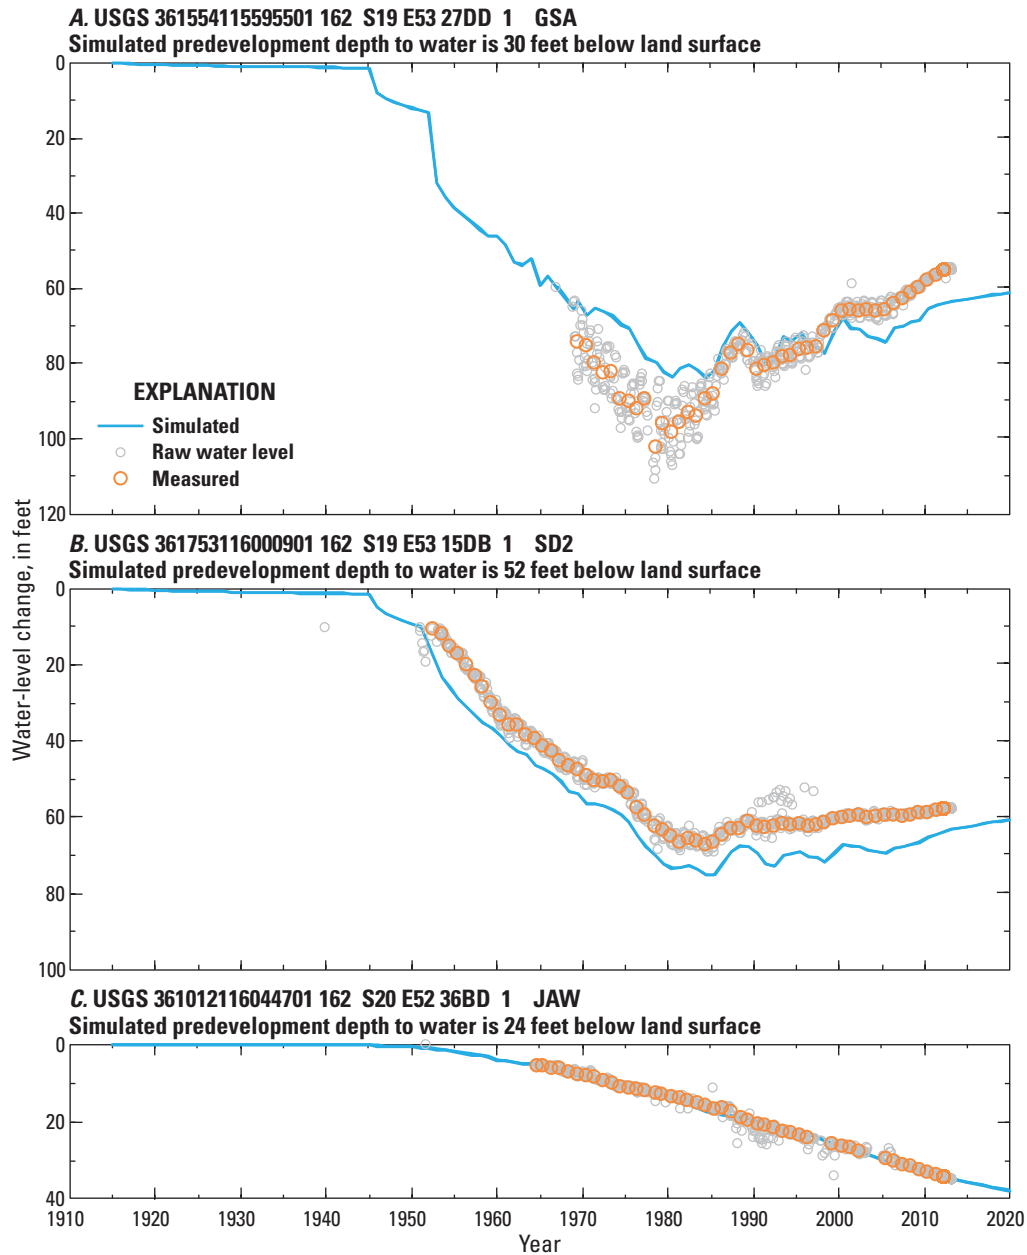 A. USGS 361554115595501 162 S19 E53 27DD 1 GSA
Simulated predevelopment depth to water is 30 feet below land surface
0
20
40
60
80
100
120
EXPLANATION
Simulated
Raw water level
Measured
Water-level change, in feet
B. USGS 361753116000901 162 S19 E53 15DB 1 SD2
Simulated predevelopment depth to water is 52 feet below land surface
0
20
40
60
80
100
C. USGS 361012116044701 162 S20 E52 36BD 1 JAW
Simulated predevelopment depth to water is 24 feet below land surface
0
20
40
1910 1920 1930 1940 1950 1960 1970 1980 1990 2000 2010 2020
Year